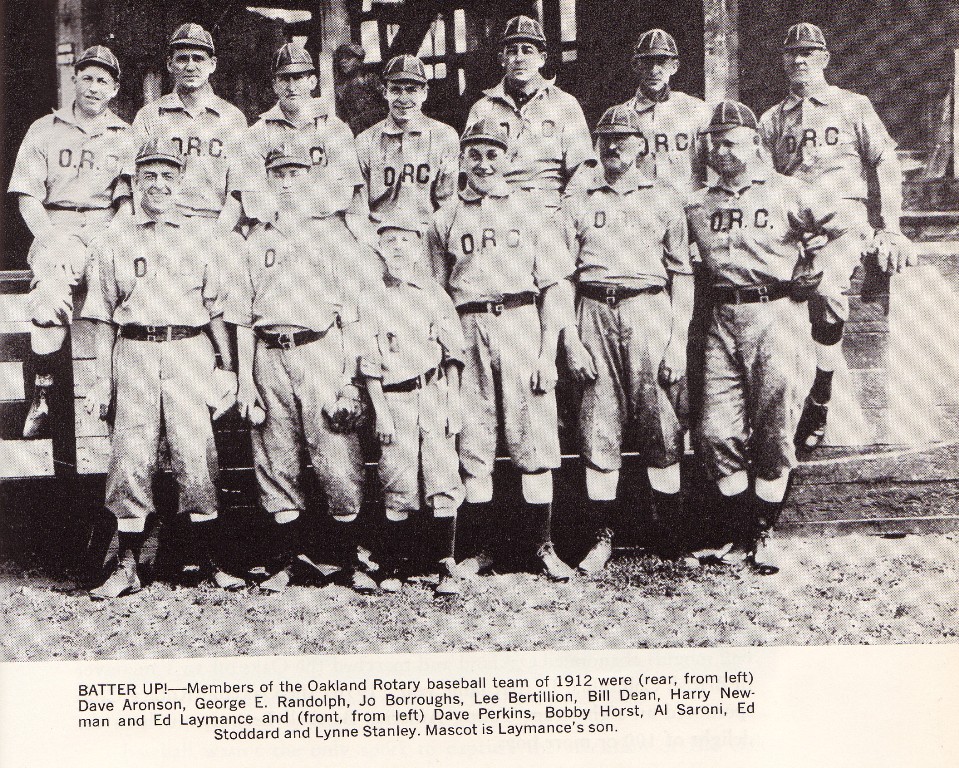 O.R.C.
O.R.C.
C
O RC
O C
ORC
O.R.C.
O
O.
O.R.C
O
O.R.C.
BATTER UP!—Members of the Oakland Rotary baseball team of 1912 were (rear, from left)
Dave Aronson, George E. Randolph, Jo Borroughs, Lee Bertillion, Bill Dean, Harry New-
man and Ed Laymance and (front, from left) Dave Perkins, Bobby Horst, Al Saroni, Ed
Stoddard and Lynne Stanley. Mascot is Laymance's son.